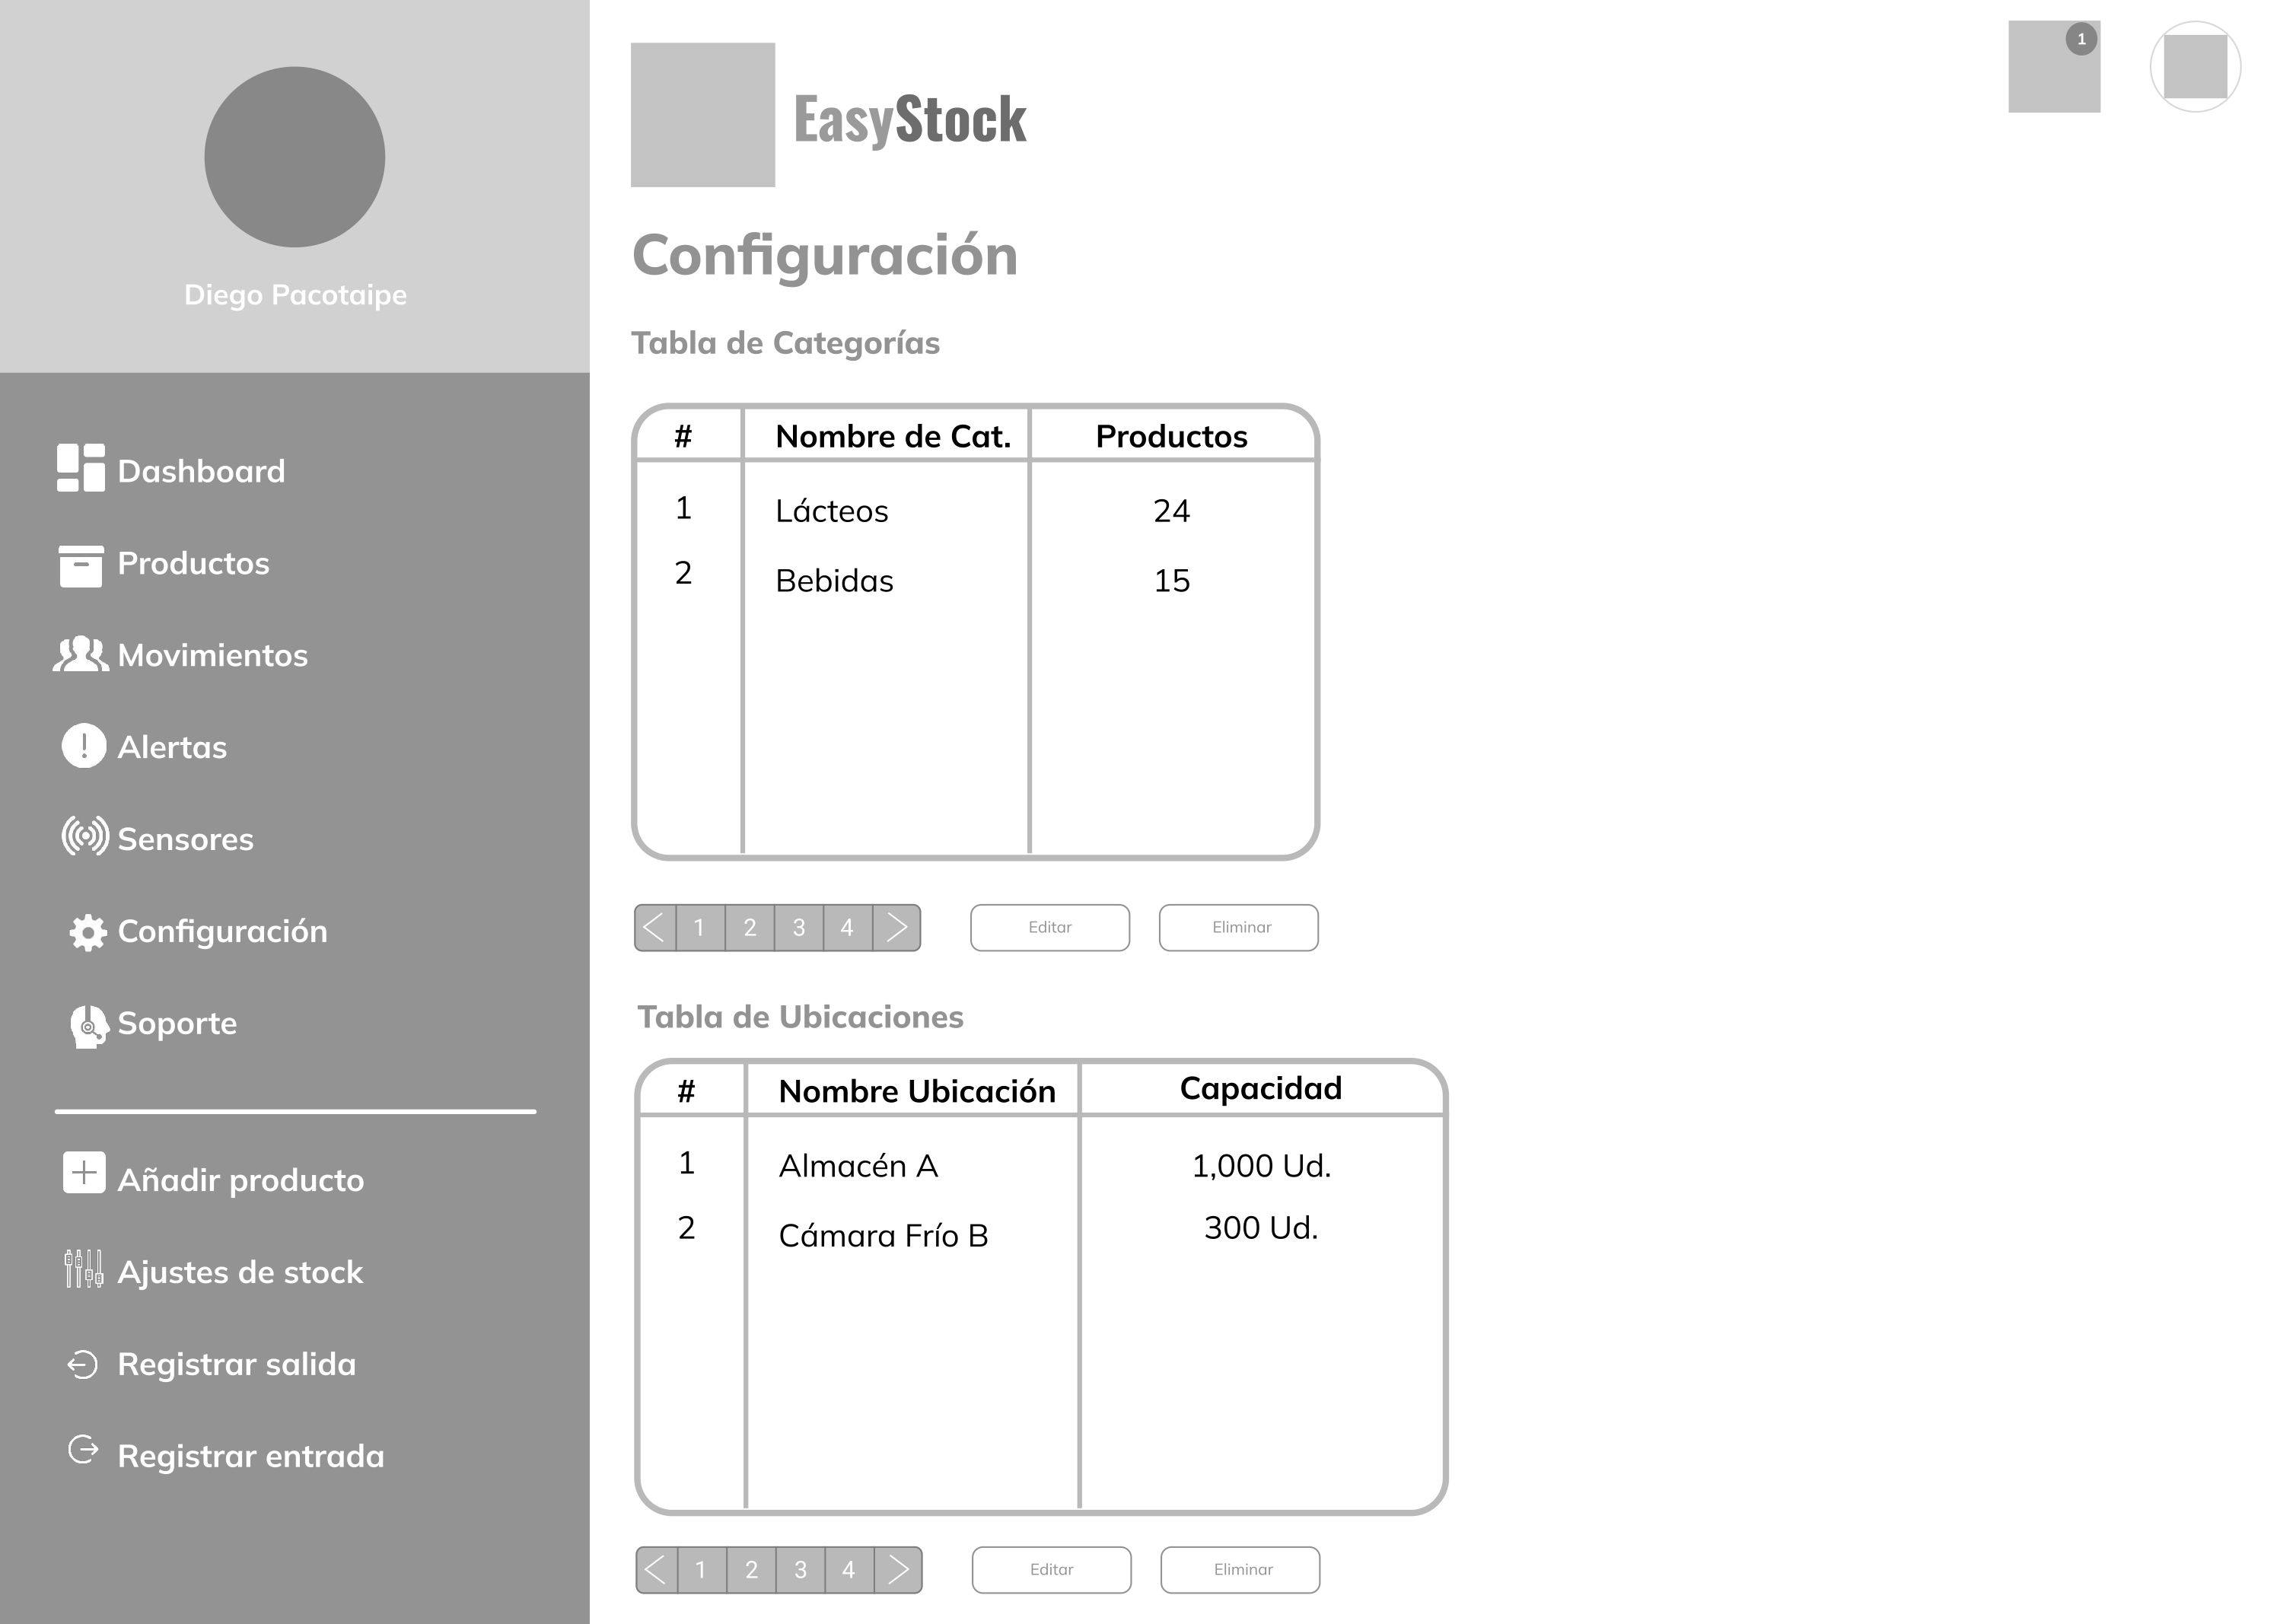 Diego Pacotaipe
Dashboard
Productos
Movimientos
Alertas
Sensores
Configuración
Soporte
Añadir producto
Ajustes de stock
Registrar salida
Registrar entrada
1
EasyStock
Configuración
Tabla de Categorías
# Nombre de Cat. Productos
1 Lácteos 24
2 Bebidas 15
1 2 3 4 Editar Eliminar
Tabla de Ubicaciones
# Nombre Ubicación Capacidad
1 Almacén A 1,000 Ud.
2 Cámara Frío B 300 Ud.
1 2 3 4 Editar Eliminar